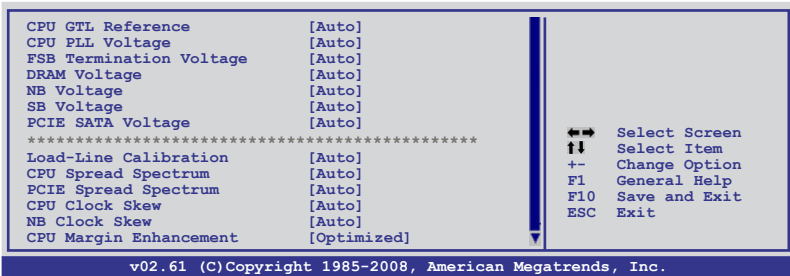 CPU GTL Reference [Auto]
CPU PLL Voltage [Auto]
FSB Termination Voltage [Auto]
DRAM Voltage [Auto]
NB Voltage [Auto]
SB Voltage [Auto]
PCIE SATA Voltage [Auto]
***********************************************
Load-Line Calibration [Auto]
CPU Spread Spectrum [Auto]
PCIE Spread Spectrum [Auto]
CPU Clock Skew [Auto]
NB Clock Skew [Auto]
CPU Margin Enhancement [Optimized]
←→ Select Screen
↑↓ Select Item
+- Change Option
F1 General Help
F10 Save and Exit
ESC Exit
v02.61 (C)Copyright 1985-2008, American Megatrends, Inc.